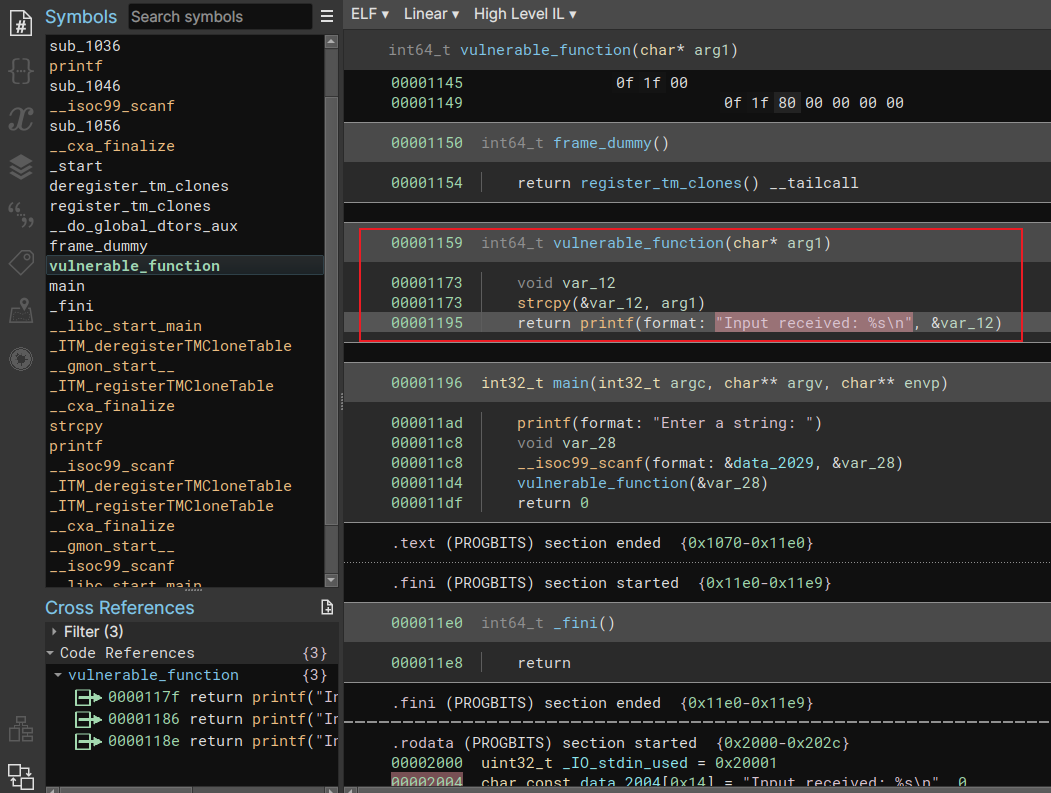 Symbols
Search symbols
sub_1036
printf
sub_1046
__isoc99_scanf
sub_1056
__cxa_finalize
_start
deregister_tm_clones
register_tm_clones
__do_global_dtors_aux
frame_dummy
vulnerable_function
main
_fini
__libc_start_main
_ITM_deregisterTMCloneTable
__gmon_start__
_ITM_registerTMCloneTable
__cxa_finalize
strcpy
printf
__isoc99_scanf
_ITM_deregisterTMCloneTable
_ITM_registerTMCloneTable
__cxa_finalize
__gmon_start__
__isoc99_scanf
__libc_start_main
Cross References
Filter (3)
Code References {3}
vulnerable_function {3}
0000117f return printf("Ir
00001186 return printf("Ir
0000118e return printf("Ir
ELF ▾ Linear ▾ High Level IL ▾
int64_t vulnerable_function(char* arg1)
00001145 0f 1f 00
00001149 0f 1f 80 00 00 00 00
00001150 int64_t frame_dummy()
00001154 return register_tm_clones() __tailcall
00001159 int64_t vulnerable_function(char* arg1)
00001173 void var_12
00001173 strcpy(&var_12, arg1)
00001195 return printf(format: "Input received: %s\n", &var_12)
00001196 int32_t main(int32_t argc, char** argv, char** envp)
000011ad printf(format: "Enter a string: ")
000011c8 void var_28
000011c8 __isoc99_scanf(format: &data_2029, &var_28)
000011d4 vulnerable_function(&var_28)
000011df return 0
.text (PROGBITS) section ended {0x1070-0x11e0}
.fini (PROGBITS) section started {0x11e0-0x11e9}
000011e0 int64_t _fini()
000011e8 return
.fini (PROGBITS) section ended {0x11e0-0x11e9}
.rodata (PROGBITS) section started {0x2000-0x202c}
00002000 uint32_t _IO_stdin_used = 0x20001
00002004 char const data_2004[0x14] = "Input received: %s\n", 0